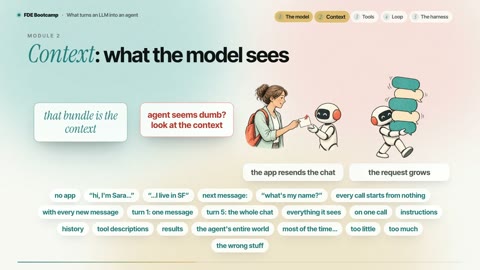 FDE Bootcamp · What turns an LLM into an agent
1 The model 2 Context 3 Tools 4 Loop 5 The harness
MODULE 2
Context: what the model sees
that bundle is the
context
agent seems dumb?
look at the context
the app resends the chat
the request grows
no app "hi, I'm Sara..." "...I live in SF" next message: "what's my name?" every call starts from nothing
with every new message turn 1: one message turn 5: the whole chat everything it sees on one call instructions
history tool descriptions results the agent's entire world most of the time... too little too much
the wrong stuff